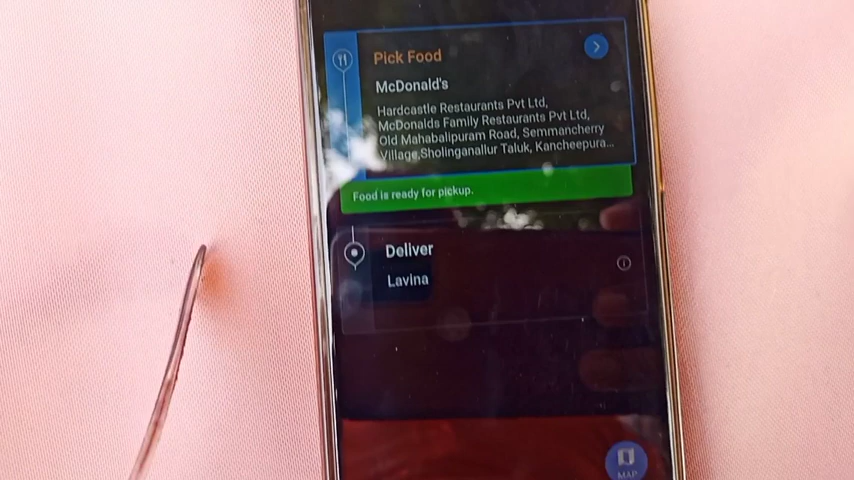 Pick Food
McDonald's
Hardcastle Restaurants Pvt Ltd,
McDonalds Family Restaurants Pvt Ltd,
Old Mahabalipuram Road, Semmancherry
Village,Sholinganallur Taluk, Kancheepura...
Food is ready for pickup.
Deliver
Lavina
MAP